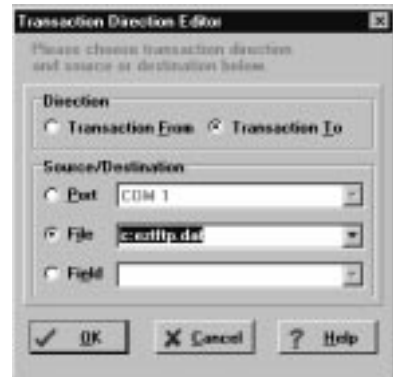 Transaction Direction Editor
Please choose transaction direction
and source or destination below.
Direction
Transaction From Transaction To
Source/Destination
Port COM 1
File
Field
OK Cancel Help